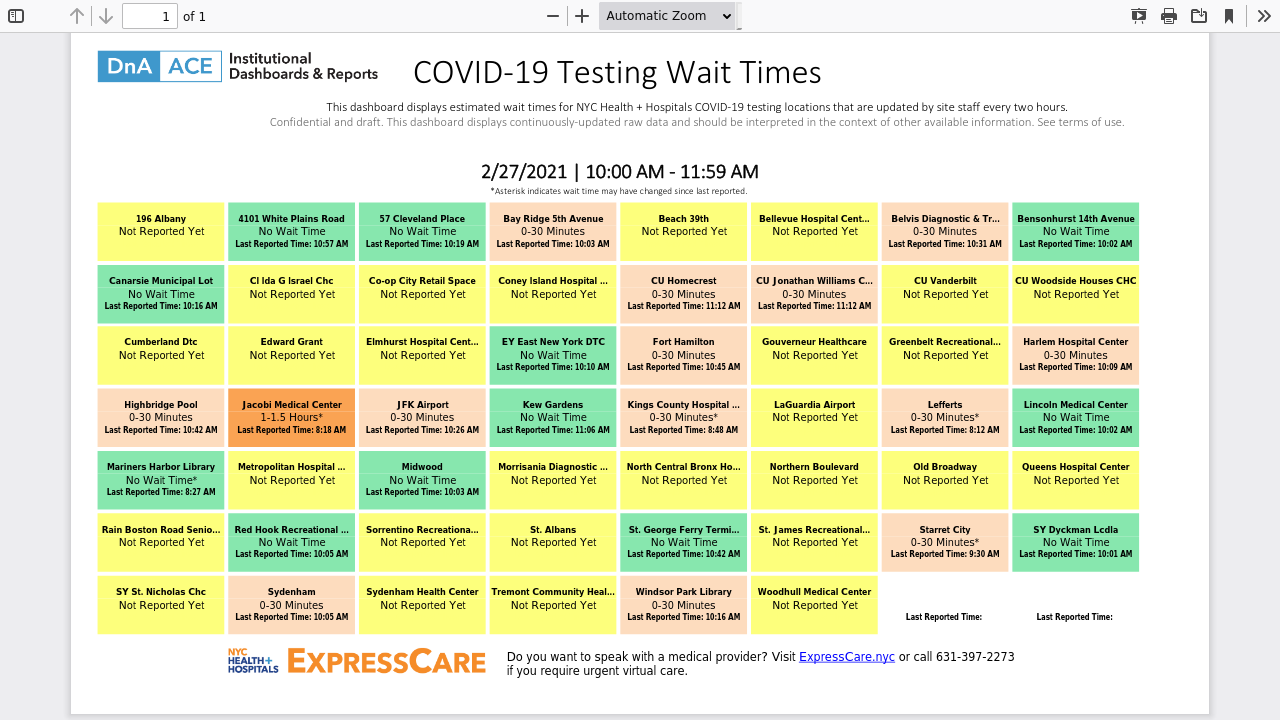 1 of 1 Automatic Zoom
DnA ACE Institutional
Dashboards & Reports
COVID-19 Testing Wait Times
This dashboard displays estimated wait times for NYC Health + Hospitals COVID-19 testing locations that are updated by site staff every two hours.
Confidential and draft. This dashboard displays continuously-updated raw data and should be interpreted in the context of other available information. See terms of use.
2/27/2021 | 10:00 AM - 11:59 AM
*Asterisk indicates wait time may have changed since last reported.
196 Albany
Not Reported Yet
4101 White Plains Road
No Wait Time
Last Reported Time: 10:57 AM
57 Cleveland Place
No Wait Time
Last Reported Time: 10:19 AM
Bay Ridge 5th Avenue
0-30 Minutes
Last Reported Time: 10:03 AM
Beach 39th
Not Reported Yet
Bellevue Hospital Cent...
Not Reported Yet
Belvis Diagnostic & Tr...
0-30 Minutes
Last Reported Time: 10:31 AM
Bensonhurst 14th Avenue
No Wait Time
Last Reported Time: 10:02 AM
Canarsie Municipal Lot
No Wait Time
Last Reported Time: 10:16 AM
Cl Ida G Israel Chc
Not Reported Yet
Co-op City Retail Space
Not Reported Yet
Coney Island Hospital ...
Not Reported Yet
CU Homecrest
0-30 Minutes
Last Reported Time: 11:12 AM
CU Jonathan Williams C...
0-30 Minutes
Last Reported Time: 11:12 AM
CU Vanderbilt
Not Reported Yet
CU Woodside Houses CHC
Not Reported Yet
Cumberland Dtc
Not Reported Yet
Edward Grant
Not Reported Yet
Elmhurst Hospital Cent...
Not Reported Yet
EY East New York DTC
No Wait Time
Last Reported Time: 10:10 AM
Fort Hamilton
0-30 Minutes
Last Reported Time: 10:45 AM
Gouverneur Healthcare
Not Reported Yet
Greenbelt Recreational...
Not Reported Yet
Harlem Hospital Center
0-30 Minutes
Last Reported Time: 10:09 AM
Highbridge Pool
0-30 Minutes
Last Reported Time: 10:42 AM
Jacobi Medical Center
1-1.5 Hours*
Last Reported Time: 8:18 AM
JFK Airport
0-30 Minutes
Last Reported Time: 10:26 AM
Kew Gardens
No Wait Time
Last Reported Time: 11:06 AM
Kings County Hospital ...
0-30 Minutes*
Last Reported Time: 8:48 AM
LaGuardia Airport
Not Reported Yet
Lefferts
0-30 Minutes*
Last Reported Time: 8:12 AM
Lincoln Medical Center
No Wait Time
Last Reported Time: 10:02 AM
Mariners Harbor Library
No Wait Time*
Last Reported Time: 8:27 AM
Metropolitan Hospital ...
Not Reported Yet
Midwood
No Wait Time
Last Reported Time: 10:03 AM
Morrisania Diagnostic ...
Not Reported Yet
North Central Bronx Ho...
Not Reported Yet
Northern Boulevard
Not Reported Yet
Old Broadway
Not Reported Yet
Queens Hospital Center
Not Reported Yet
Rain Boston Road Senio...
Not Reported Yet
Red Hook Recreational ...
No Wait Time
Last Reported Time: 10:05 AM
Sorrentino Recreationa...
Not Reported Yet
St. Albans
Not Reported Yet
St. George Ferry Termi...
No Wait Time
Last Reported Time: 10:42 AM
St. James Recreational...
Not Reported Yet
Starret City
0-30 Minutes*
Last Reported Time: 9:30 AM
SY Dyckman Lcdla
No Wait Time
Last Reported Time: 10:01 AM
SY St. Nicholas Chc
Not Reported Yet
Sydenham
0-30 Minutes
Last Reported Time: 10:05 AM
Sydenham Health Center
Not Reported Yet
Tremont Community Heal...
Not Reported Yet
Windsor Park Library
0-30 Minutes
Last Reported Time: 10:16 AM
Woodhull Medical Center
Not Reported Yet
Last Reported Time:
Last Reported Time:
NYC
HEALTH+
HOSPITALS
EXPRESSCARE
Do you want to speak with a medical provider? Visit ExpressCare.nyc or call 631-397-2273
if you require urgent virtual care.